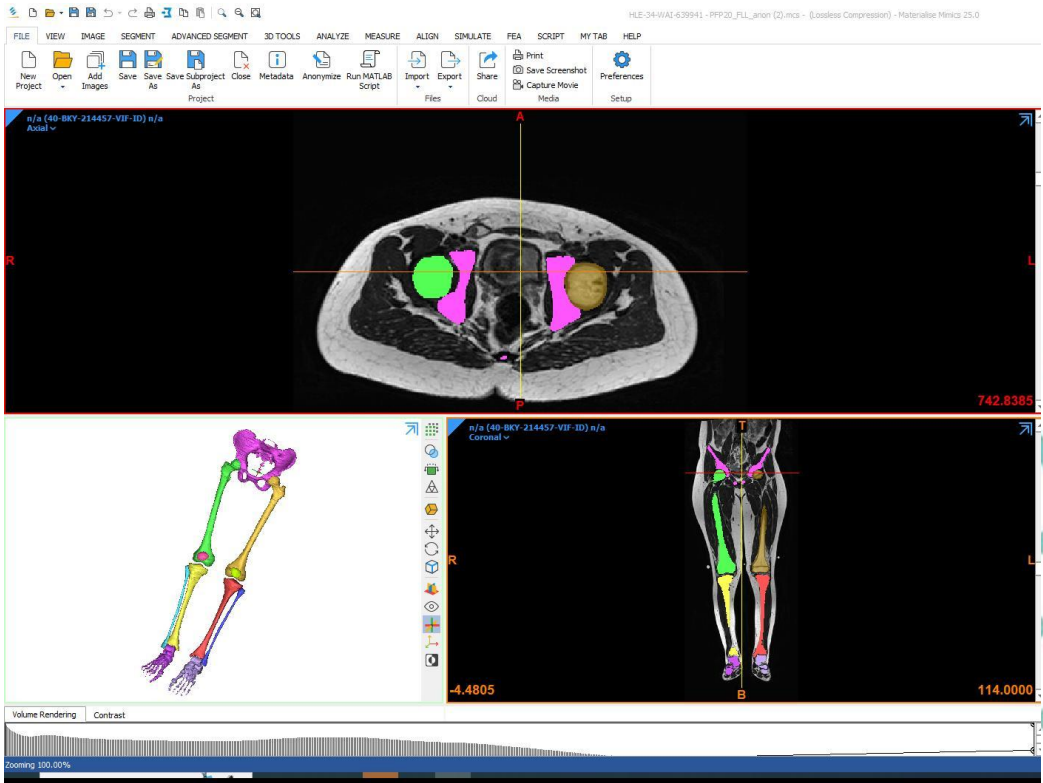 HLE-34-WAI-639941 - PFP20_FLL_anon (2).mcs - (Lossless Compression) - Materialise Mimics 25.0
FILE VIEW IMAGE SEGMENT ADVANCED SEGMENT 3D TOOLS ANALYZE MEASURE ALIGN SIMULATE FEA SCRIPT MY TAB HELP
New Project
Open
Add Images
Save
Save As
Save Subproject As
Close
Metadata
Anonymize
Run MATLAB Script
Import
Export
Share
Print
Save Screenshot
Capture Movie
Preferences
Project
Files
Cloud
Media
Setup
n/a (40-BKY-214457-VIF-ID) n/a
Axial
A
R
L
P
742.8385
n/a (40-BKY-214457-VIF-ID) n/a
Coronal
T
R
L
B
-4.4805
114.0000
Volume Rendering Contrast
Zooming 100.00%